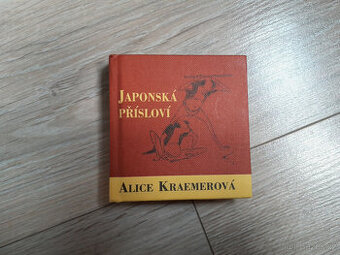 JAPONSKÁ
PŘÍSLOVÍ
ALICE KRAEMEROVÁ